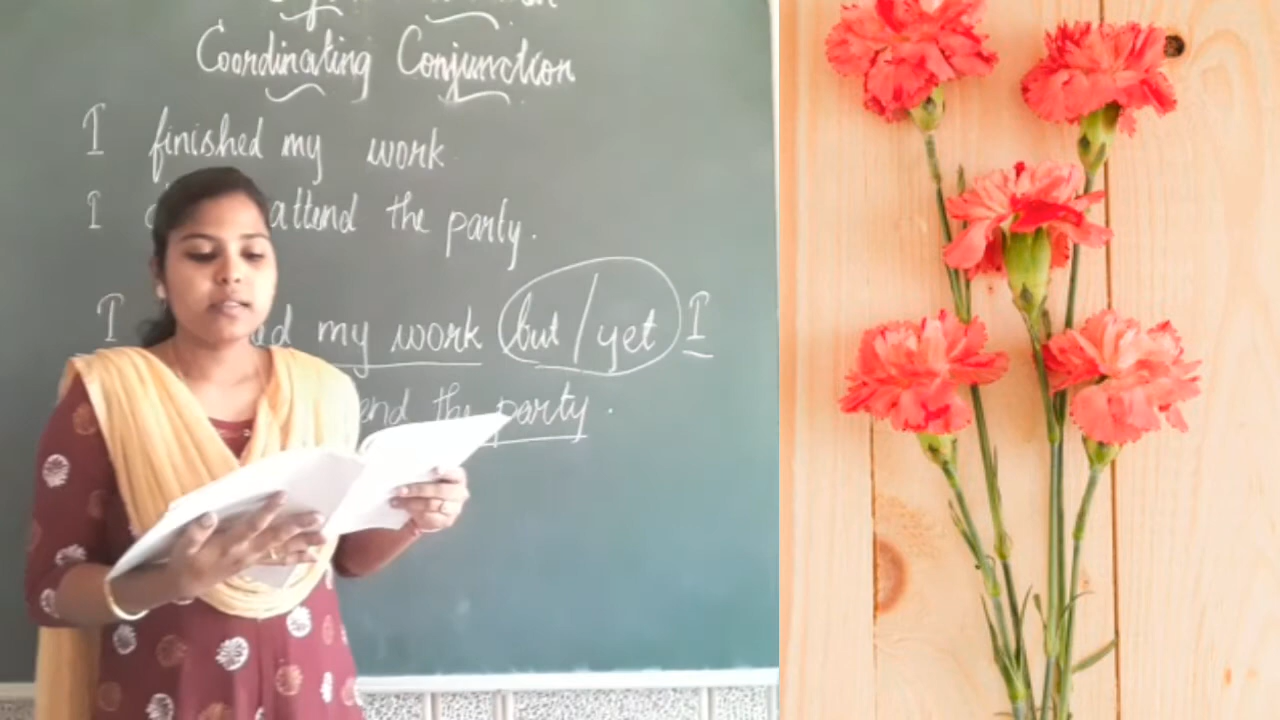 Coordinating Conjunction
I finished my work
I attend the party.
I my work but / yet I
the party.